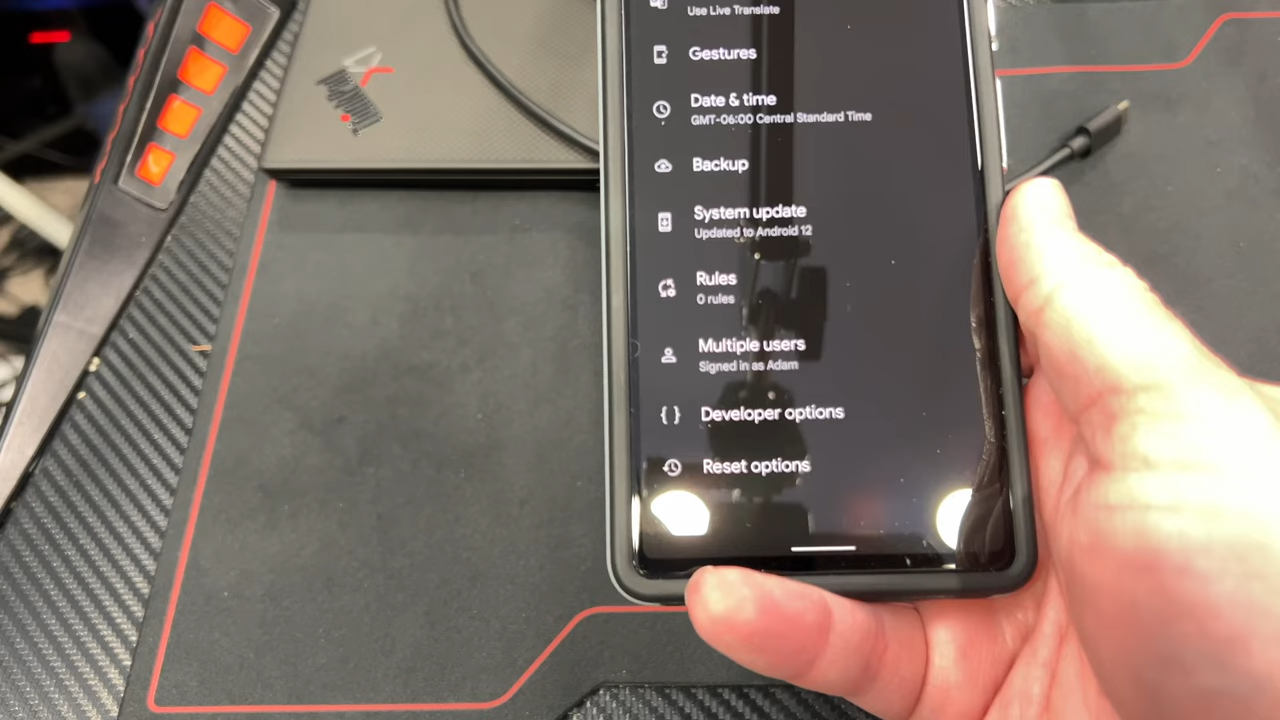 Use Live Translate
Gestures
Date & time
GMT-06:00 Central Standard Time
Backup
System update
Updated to Android 12
Rules
0 rules
Multiple users
Signed in as Adam
Developer options
Reset options